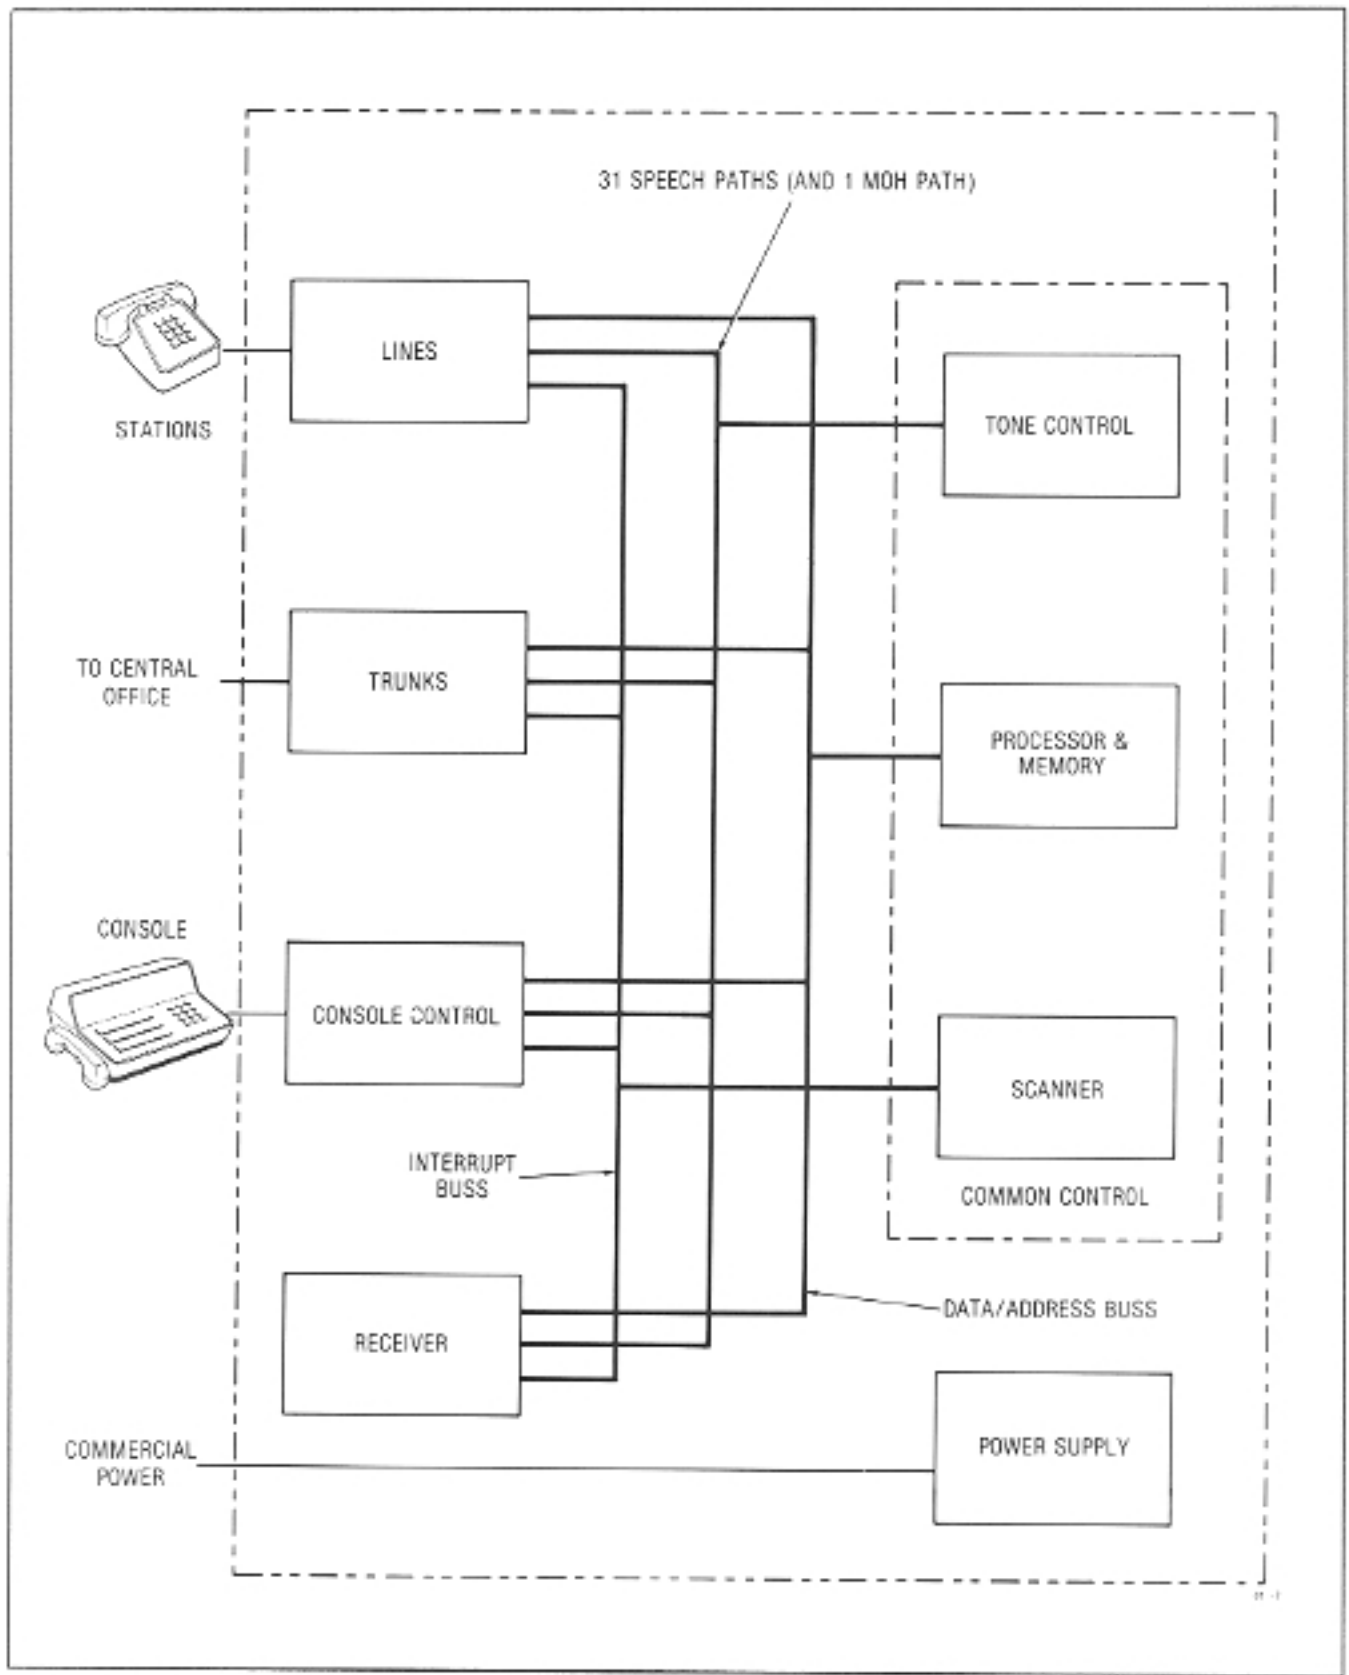 31 SPEECH PATHS (AND 1 MOH PATH)
LINES
STATIONS
TONE CONTROL
TO CENTRAL
OFFICE
TRUNKS
PROCESSOR &
MEMORY
CONSOLE
CONSOLE CONTROL
SCANNER
INTERRUPT
BUSS
COMMON CONTROL
RECEIVER
DATA/ADDRESS BUSS
COMMERCIAL
POWER
POWER SUPPLY